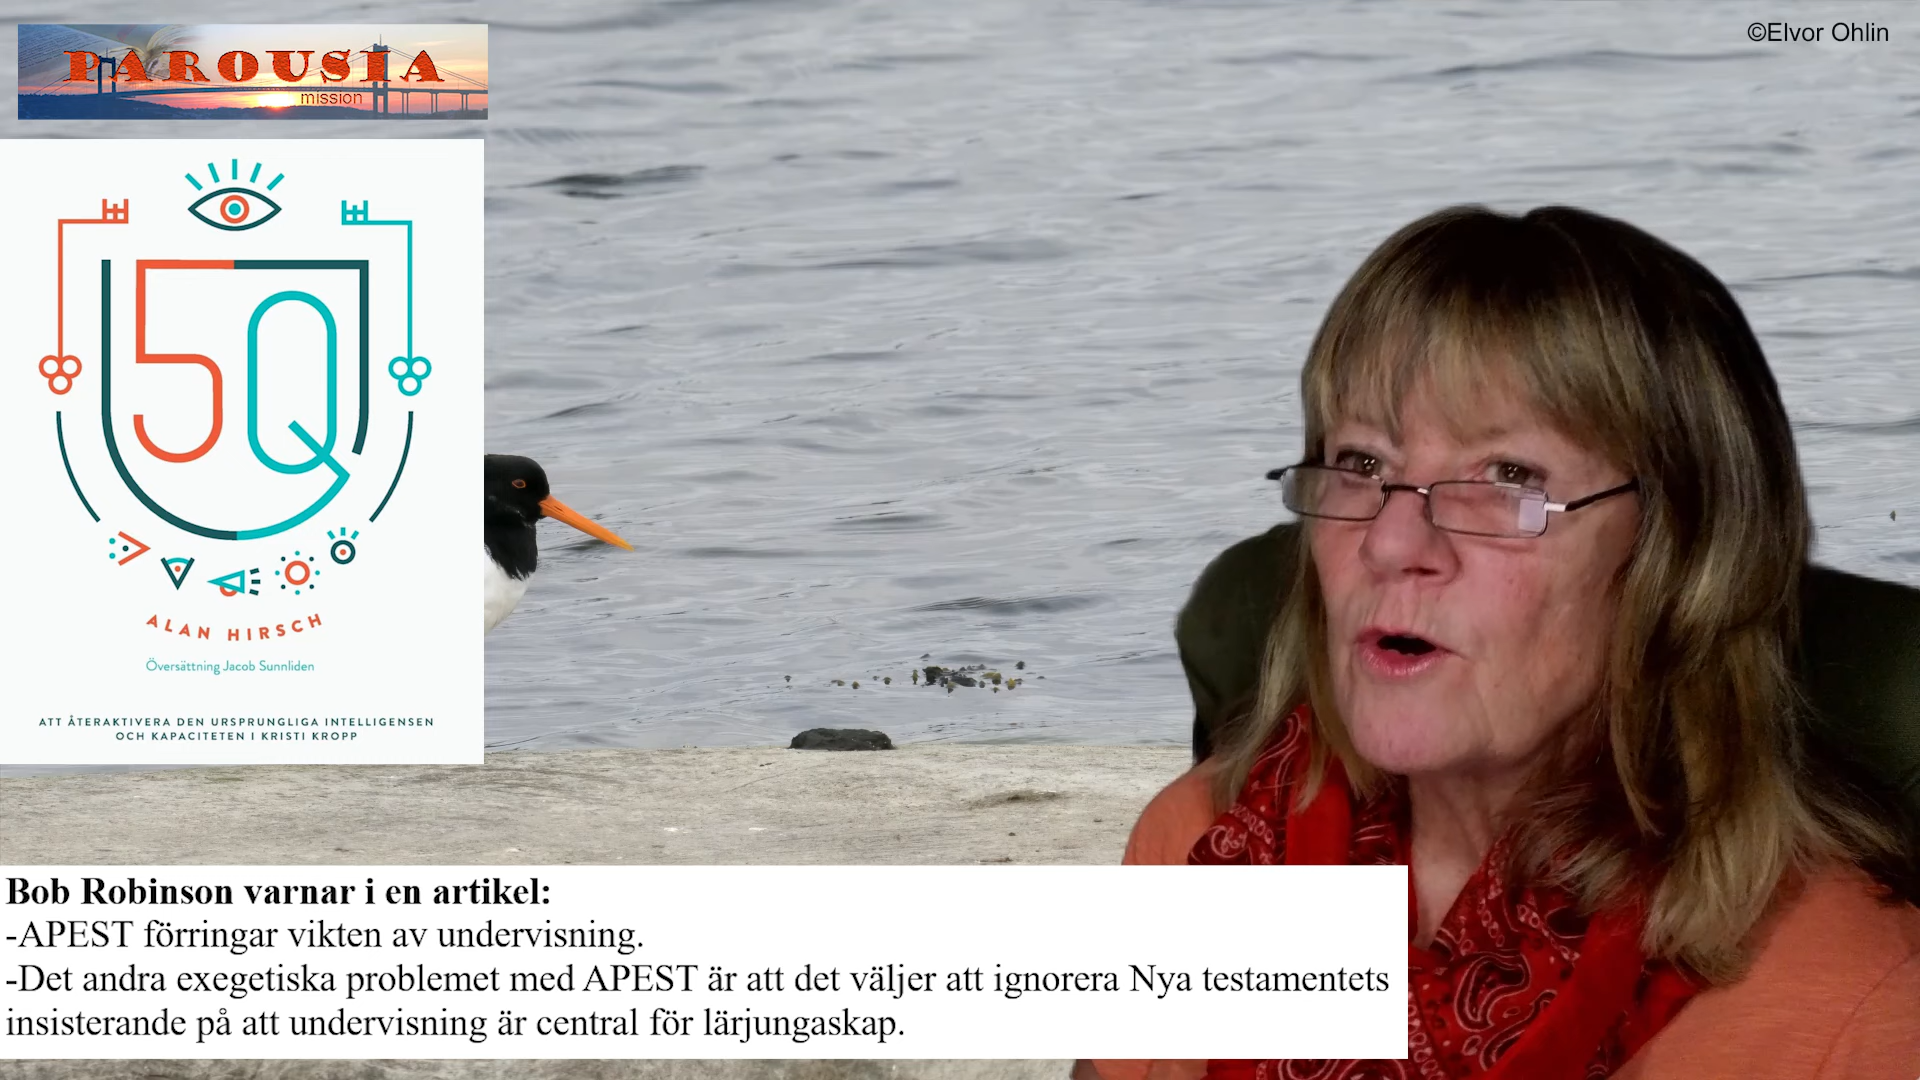 ©Elvor Ohlin
PAROUSIA
mission
5Q
ALAN HIRSCH
Översättning Jacob Sunnliden
ATT ÅTERAKTIVERA DEN URSPRUNGLIGA INTELLIGENSEN
OCH KAPACITETEN I KRISTI KROPP
Bob Robinson varnar i en artikel:
-APEST förringar vikten av undervisning.
-Det andra exegetiska problemet med APEST är att det väljer att ignorera Nya testamentets
insisterande på att undervisning är central för lärjungaskap.